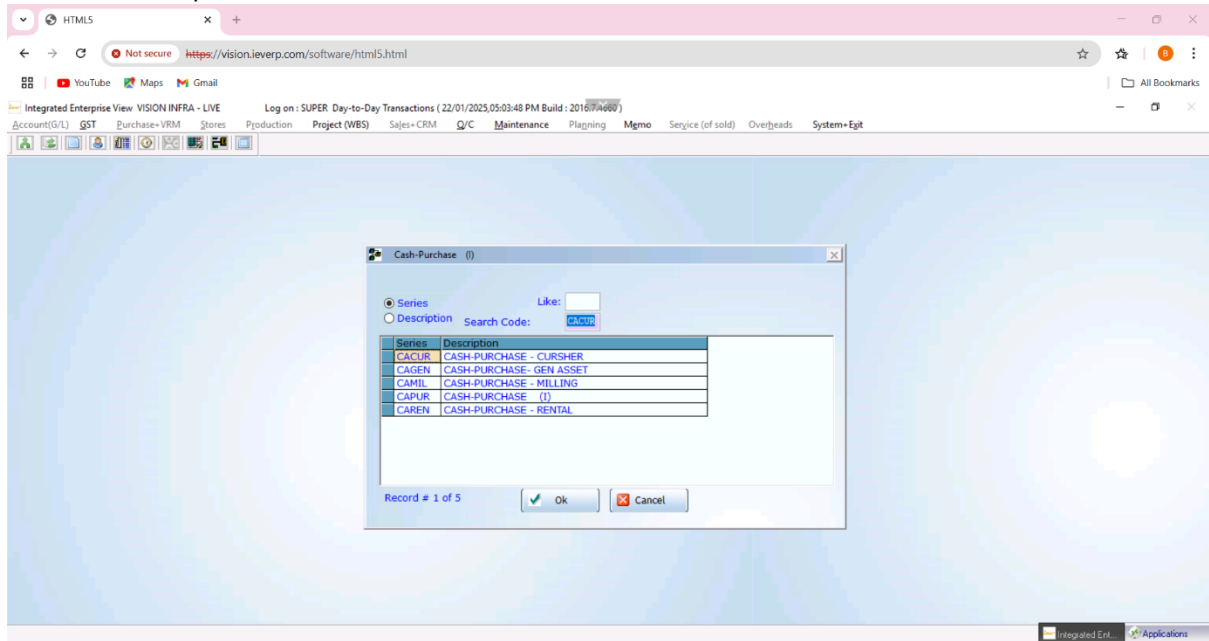 HTML5
Not secure https://vision.ieverp.com/software/html5.html
B
YouTube Maps Gmail All Bookmarks
Integrated Enterprise View VISION INFRA - LIVE Log on : SUPER Day-to-Day Transactions ( 22/01/2025,05:03:48 PM Build : 2016.7.4660 )
Account(G/L) GST Purchase+VRM Stores Production Project (WBS) Sales+CRM Q/C Maintenance Planning Memo Service (of sold) Overheads System+Exit
Cash-Purchase (I)
Series Like:
Description Search Code: CACUR
Series Description
CACUR CASH-PURCHASE - CURSHER
CAGEN CASH-PURCHASE- GEN ASSET
CAMIL CASH-PURCHASE - MILLING
CAPUR CASH-PURCHASE (I)
CAREN CASH-PURCHASE - RENTAL
Record # 1 of 5 Ok Cancel
Integrated Ent... Applications